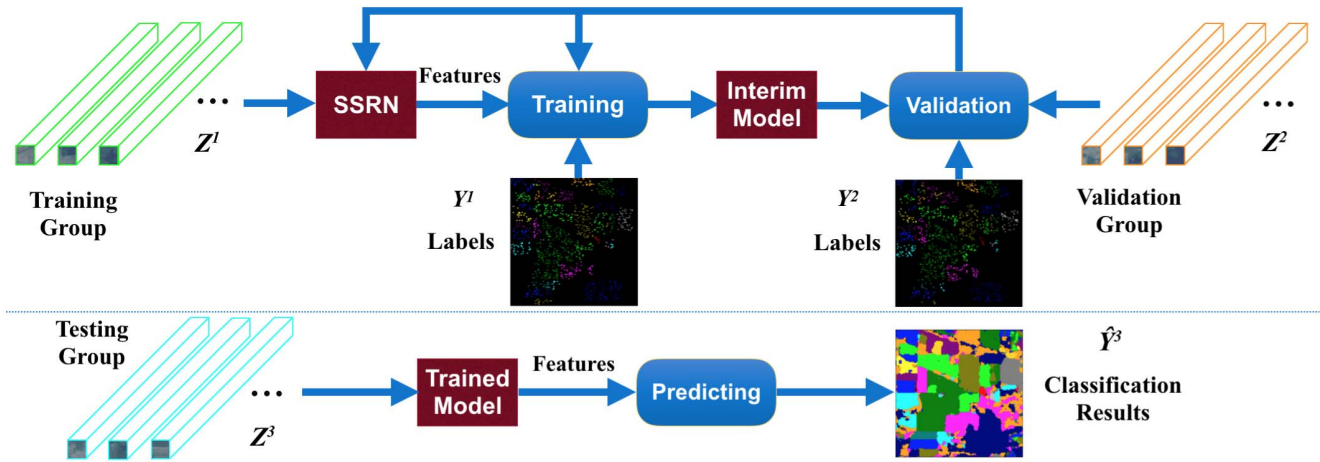 Features
SSRN
Training
Interim
Model
Validation
...
Z¹
...
Z²
Training
Group
Y¹
Labels
Y²
Labels
Validation
Group
Testing
Group
...
Z³
Trained
Model
Features
Predicting
Ŷ³
Classification
Results